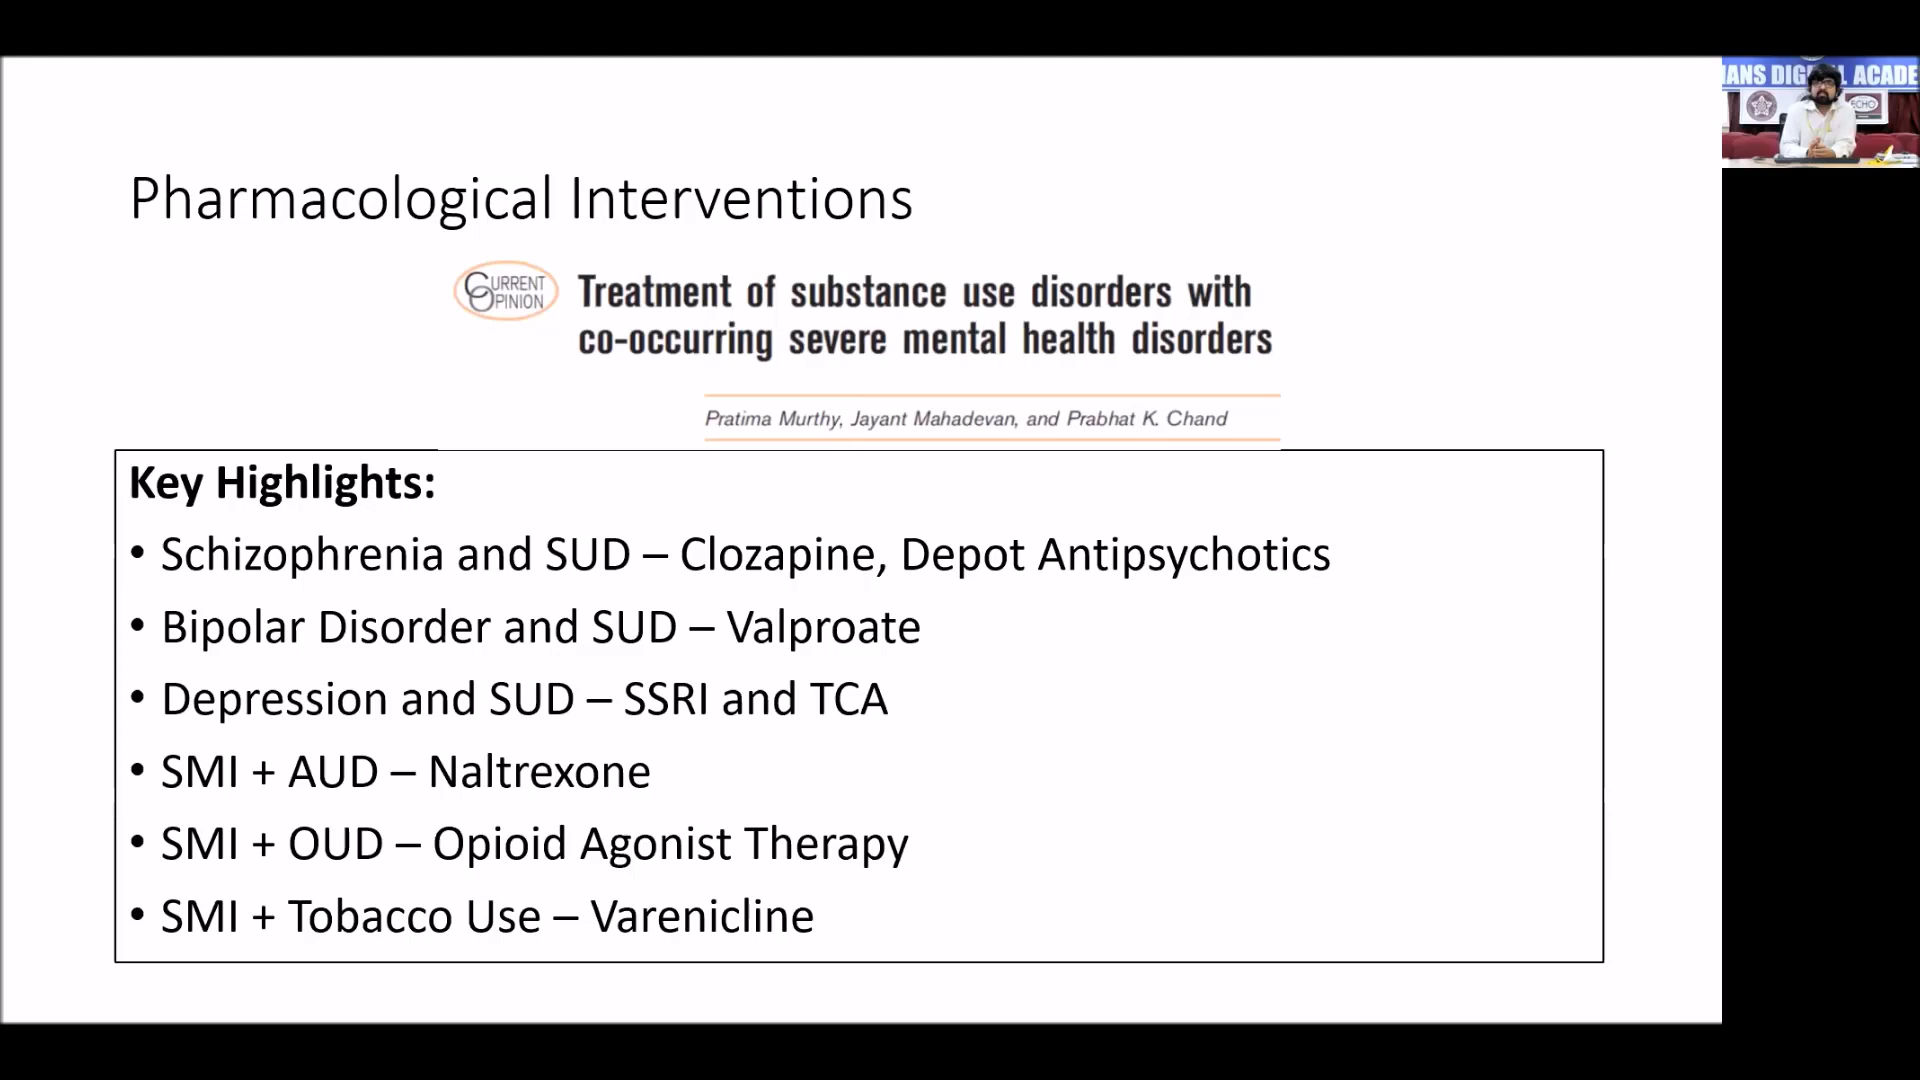 Pharmacological Interventions
CURRENT
OPINION
Treatment of substance use disorders with
co-occurring severe mental health disorders
Pratima Murthy, Jayant Mahadevan, and Prabhat K. Chand
Key Highlights:
• Schizophrenia and SUD – Clozapine, Depot Antipsychotics
• Bipolar Disorder and SUD – Valproate
• Depression and SUD – SSRI and TCA
• SMI + AUD – Naltrexone
• SMI + OUD – Opioid Agonist Therapy
• SMI + Tobacco Use – Varenicline
ECHO